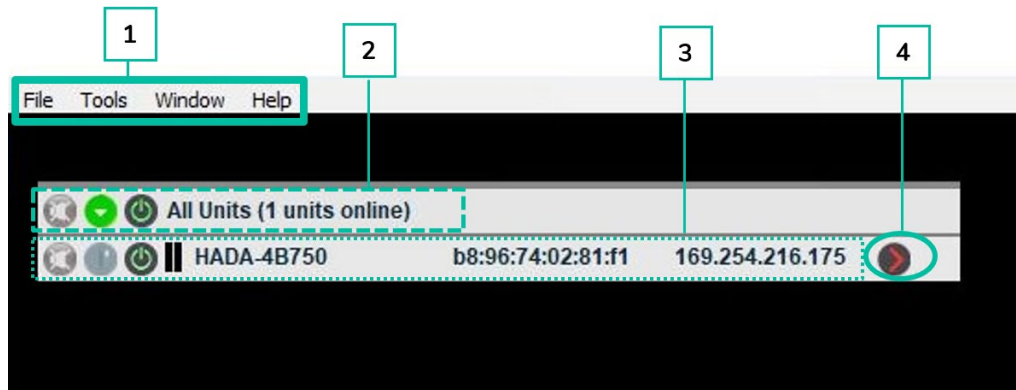 1
2
3
4
File Tools Window Help
All Units (1 units online)
HADA-4B750 b8:96:74:02:81:f1 169.254.216.175